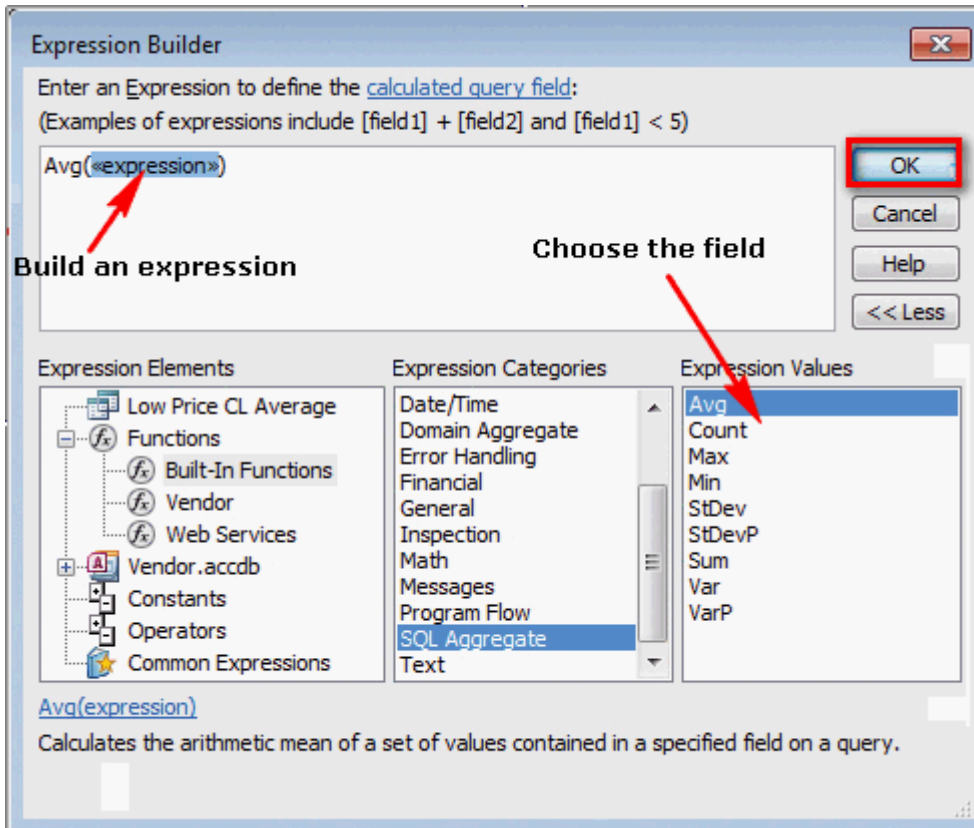 Expression Builder
Enter an Expression to define the calculated query field:
(Examples of expressions include [field1] + [field2] and [field1] < 5)
Avg(«expression»)
OK
Cancel
Help
<< Less
Build an expression
Choose the field
Expression Elements
Low Price CL Average
Functions
Built-In Functions
Vendor
Web Services
Vendor.accdb
Constants
Operators
Common Expressions
Expression Categories
Date/Time
Domain Aggregate
Error Handling
Financial
General
Inspection
Math
Messages
Program Flow
SQL Aggregate
Text
Expression Values
Avg
Count
Max
Min
StDev
StDevP
Sum
Var
VarP
Avg(expression)
Calculates the arithmetic mean of a set of values contained in a specified field on a query.